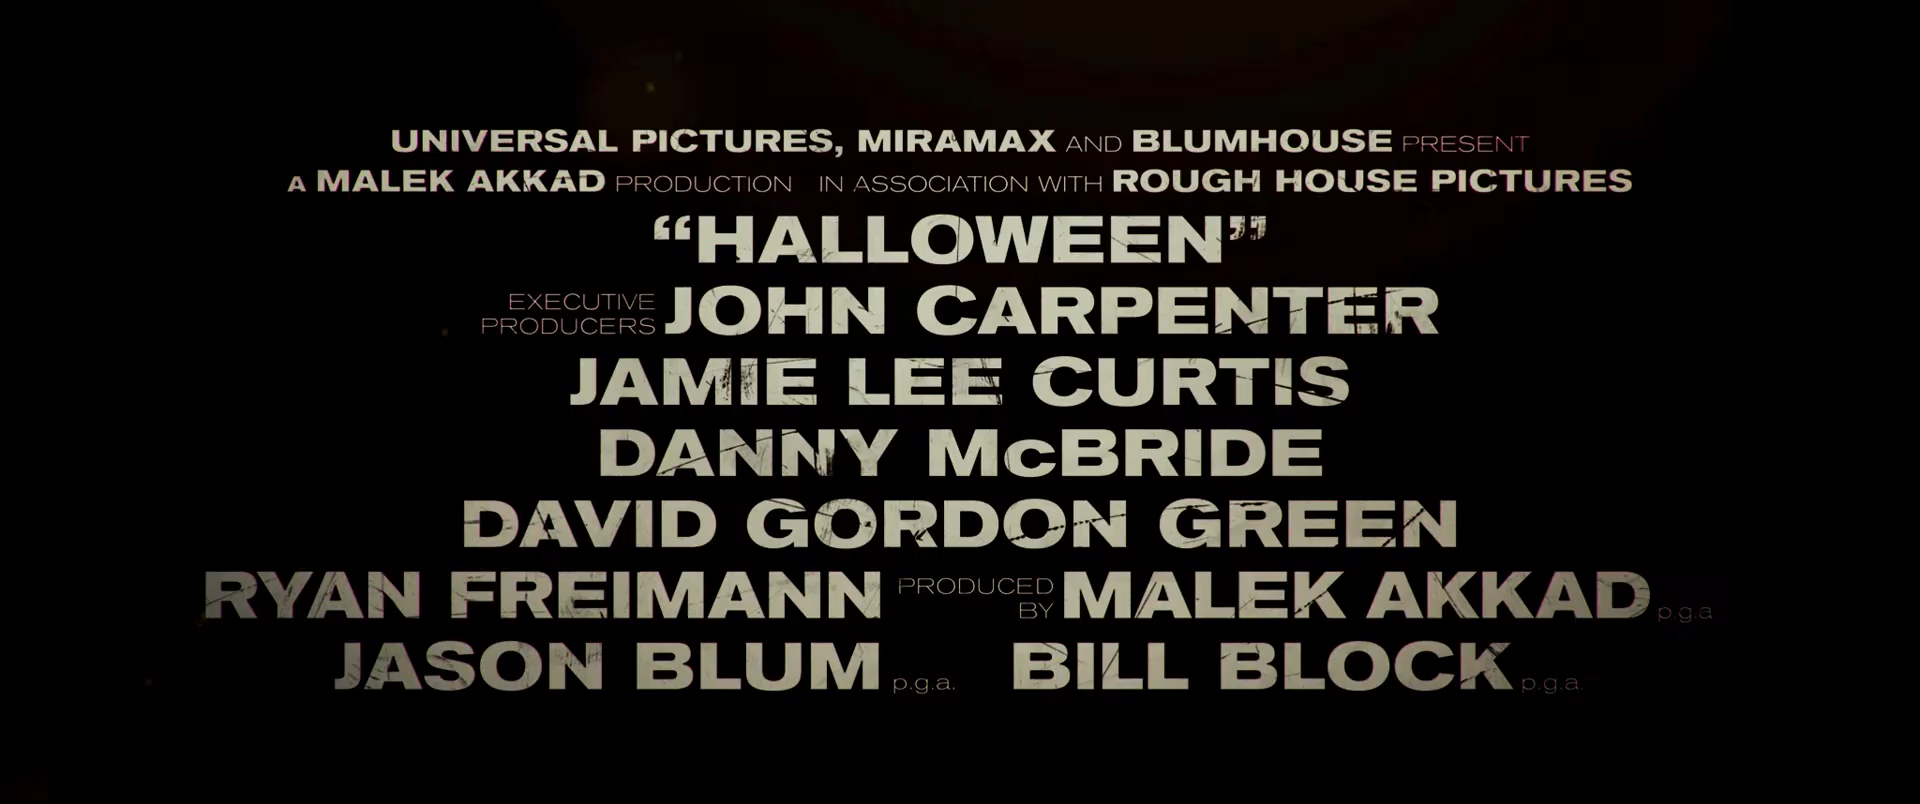 UNIVERSAL PICTURES, MIRAMAX AND BLUMHOUSE PRESENT
A MALEK AKKAD PRODUCTION IN ASSOCIATION WITH ROUGH HOUSE PICTURES
“HALLOWEEN”
EXECUTIVE PRODUCERS JOHN CARPENTER
JAMIE LEE CURTIS
DANNY McBRIDE
DAVID GORDON GREEN
RYAN FREIMANN PRODUCED BY MALEK AKKAD p.g.a
JASON BLUM p.g.a. BILL BLOCK p.g.a.